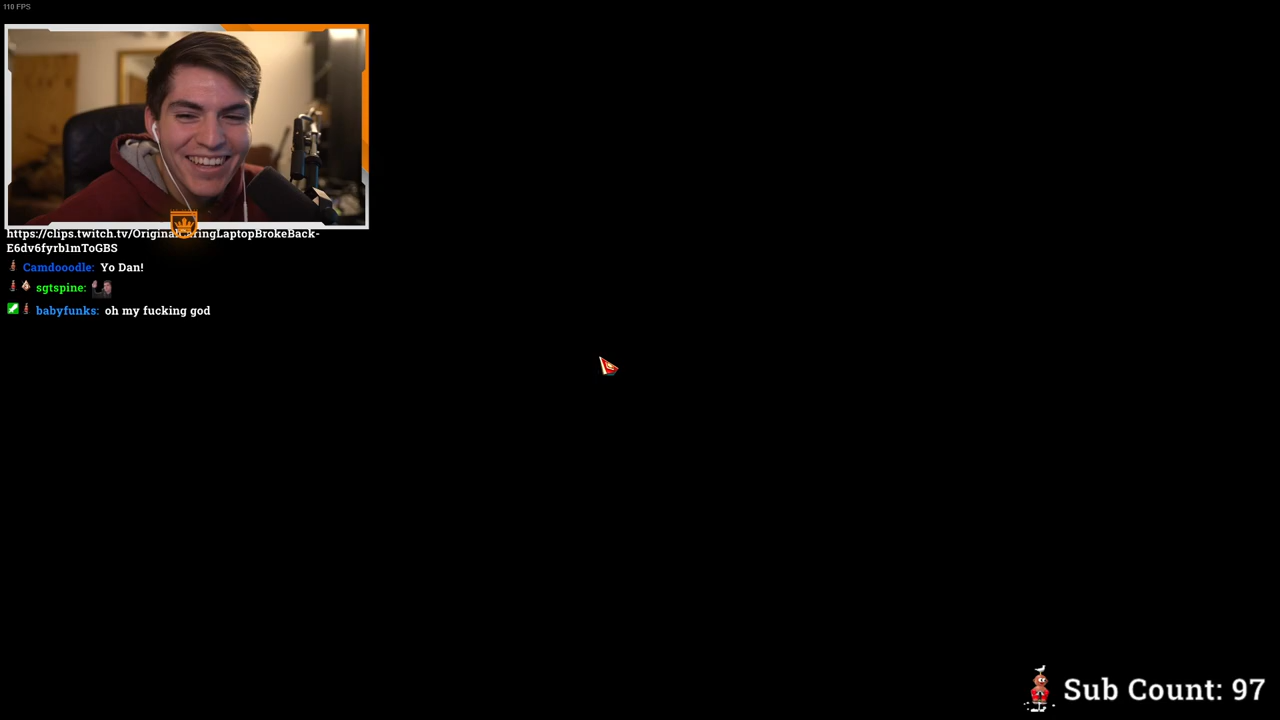 110 FPS
https://clips.twitch.tv/OriginalCaringLaptopBrokeBack-
E6dv6fyrb1mToGBS
Camdooodle: Yo Dan!
sgtspine:
babyfunks: oh my fucking god
Sub Count: 97